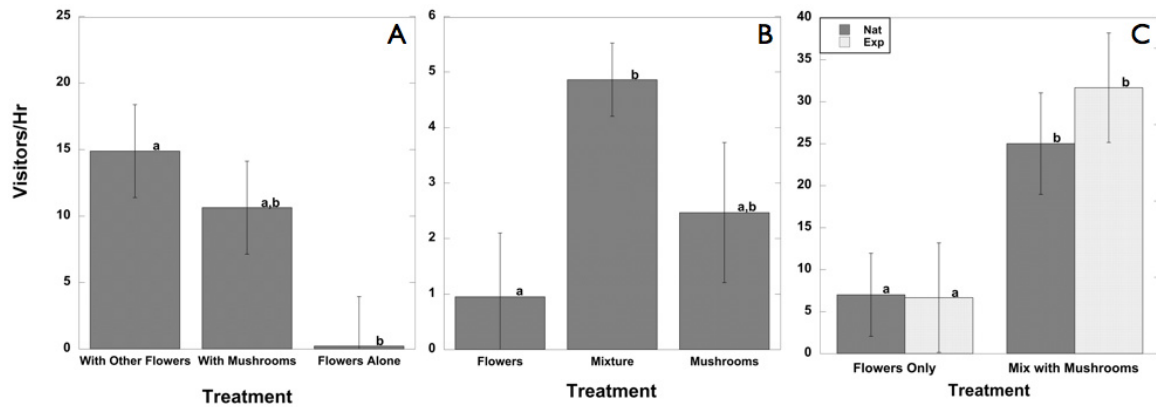 A
25
20
15
10
5
0
Visitors/Hr
a
a,b
b
With Other Flowers With Mushrooms Flowers Alone
Treatment
B
6
5
4
3
2
1
0
a
b
a,b
Flowers Mixture Mushrooms
Treatment
C
Nat
Exp
40
35
30
25
20
15
10
5
0
a
a
b
b
Flowers Only Mix with Mushrooms
Treatment